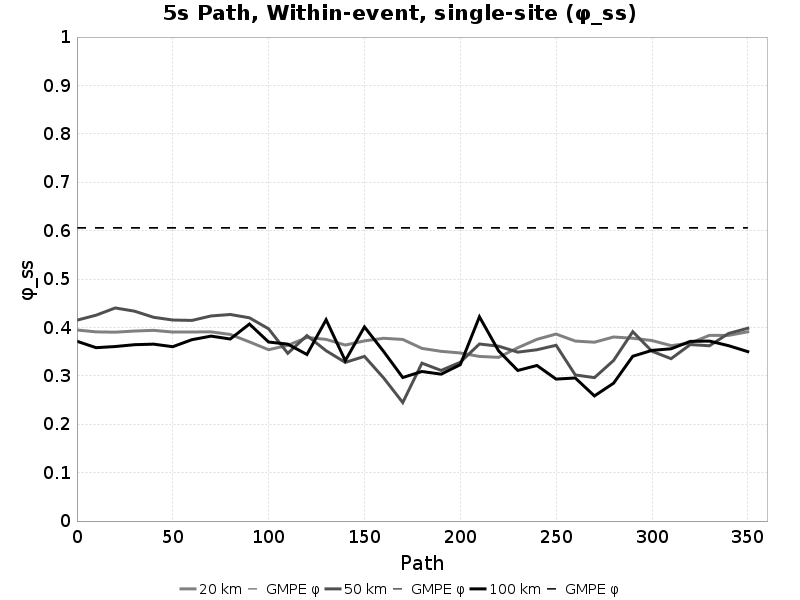 5s Path, Within-event, single-site (φ_ss)
1
0.9
0.8
0.7
0.6
0.5
0.4
0.3
0.2
0.1
0
φ_ss
0 50 100 150 200 250 300 350
Path
20 km GMPE φ 50 km GMPE φ 100 km GMPE φ